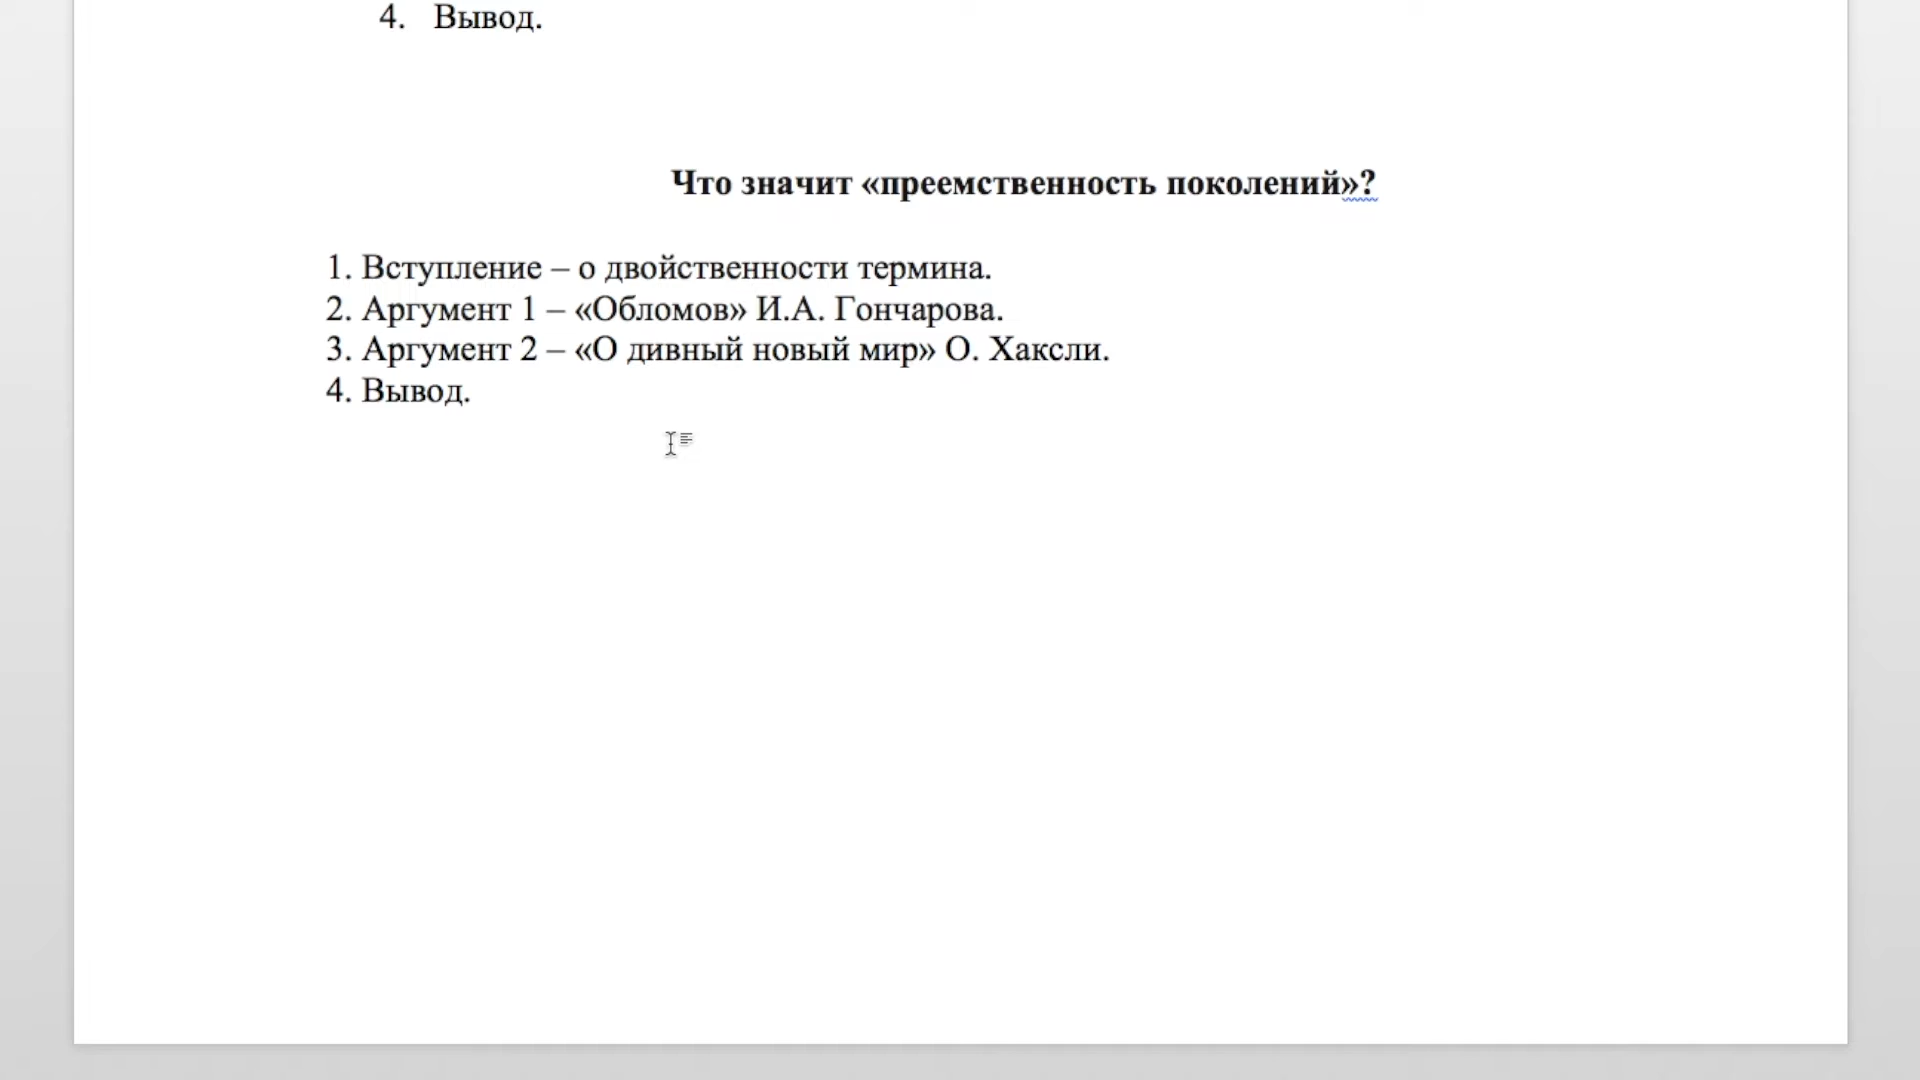 4. Вывод.
Что значит «преемственность поколений»?
1. Вступление – о двойственности термина.
2. Аргумент 1 – «Обломов» И.А. Гончарова.
3. Аргумент 2 – «О дивный новый мир» О. Хаксли.
4. Вывод.